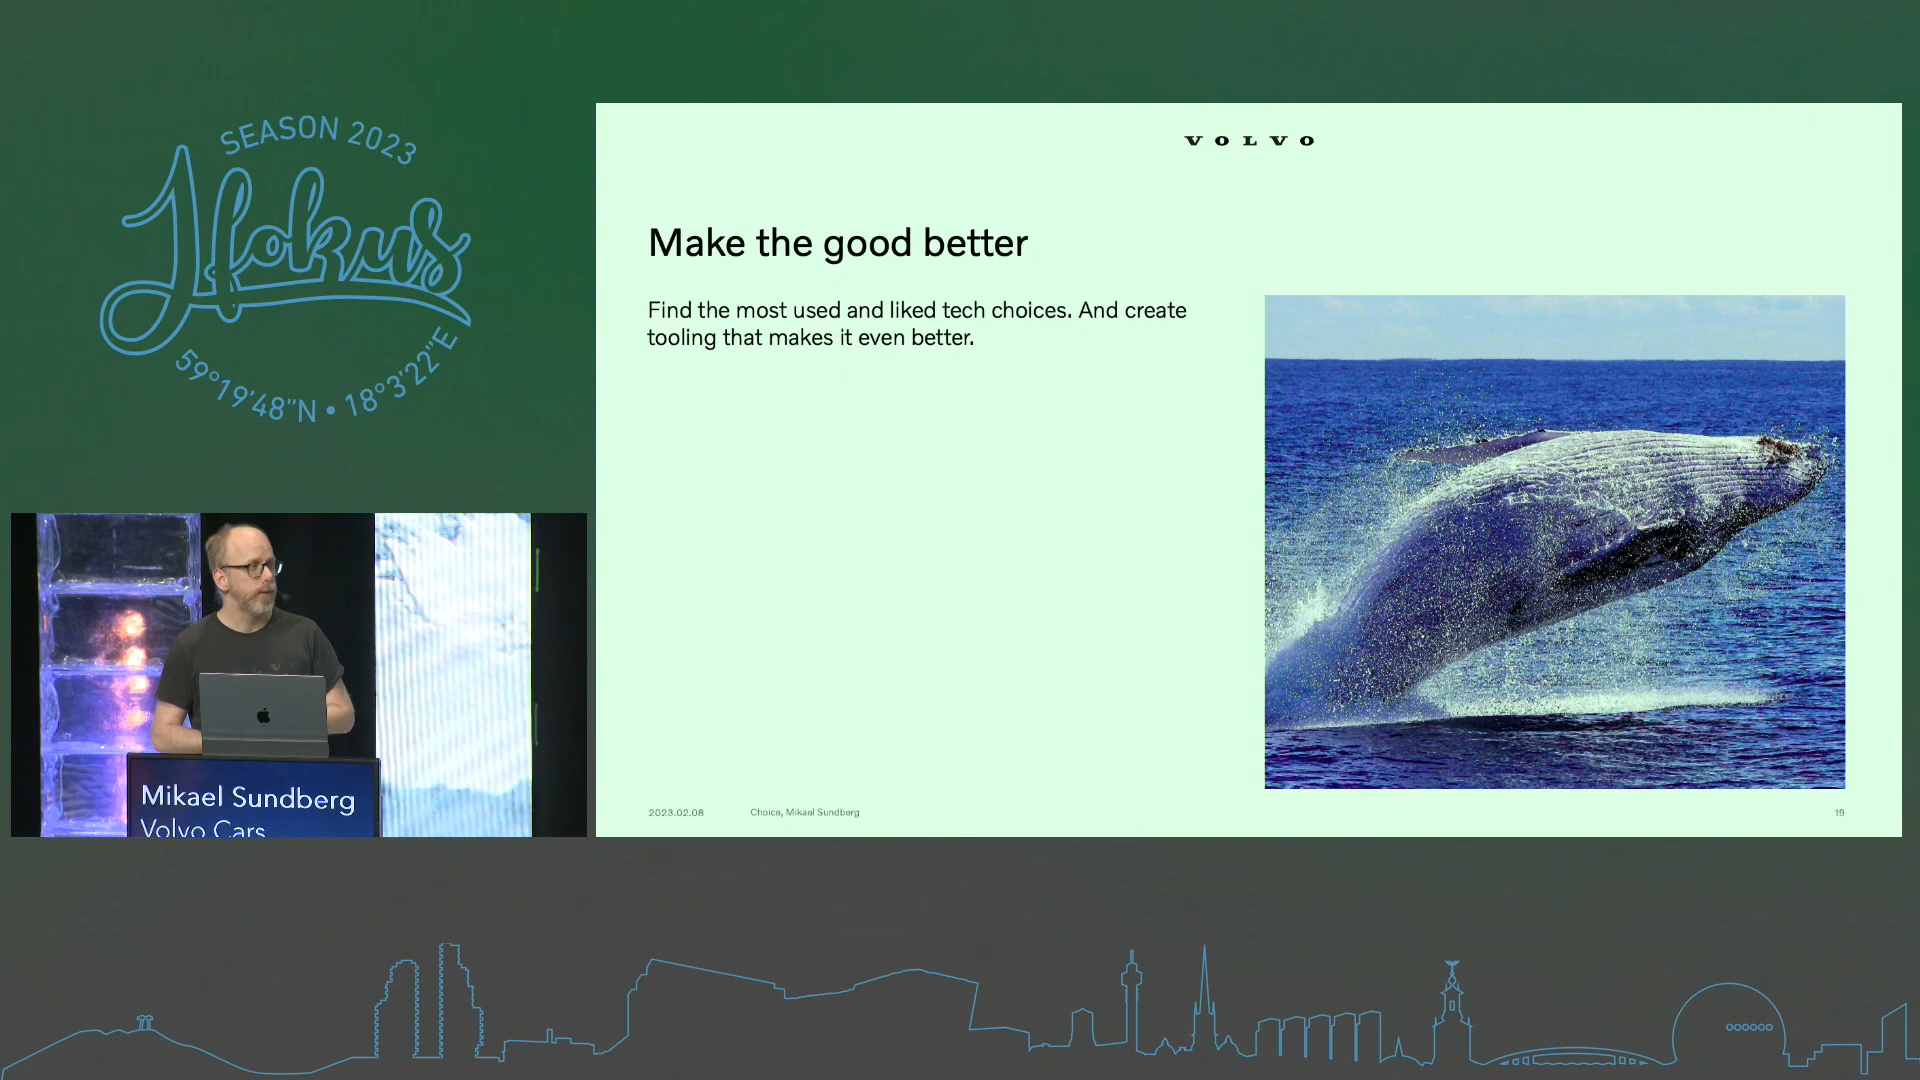 SEASON 2023
Jfokus
59°19'48"N • 18°3'22"E
VOLVO
Make the good better
Find the most used and liked tech choices. And create
tooling that makes it even better.
2023.02.08
Choice, Mikael Sundberg
19
Mikael Sundberg
Volvo Cars